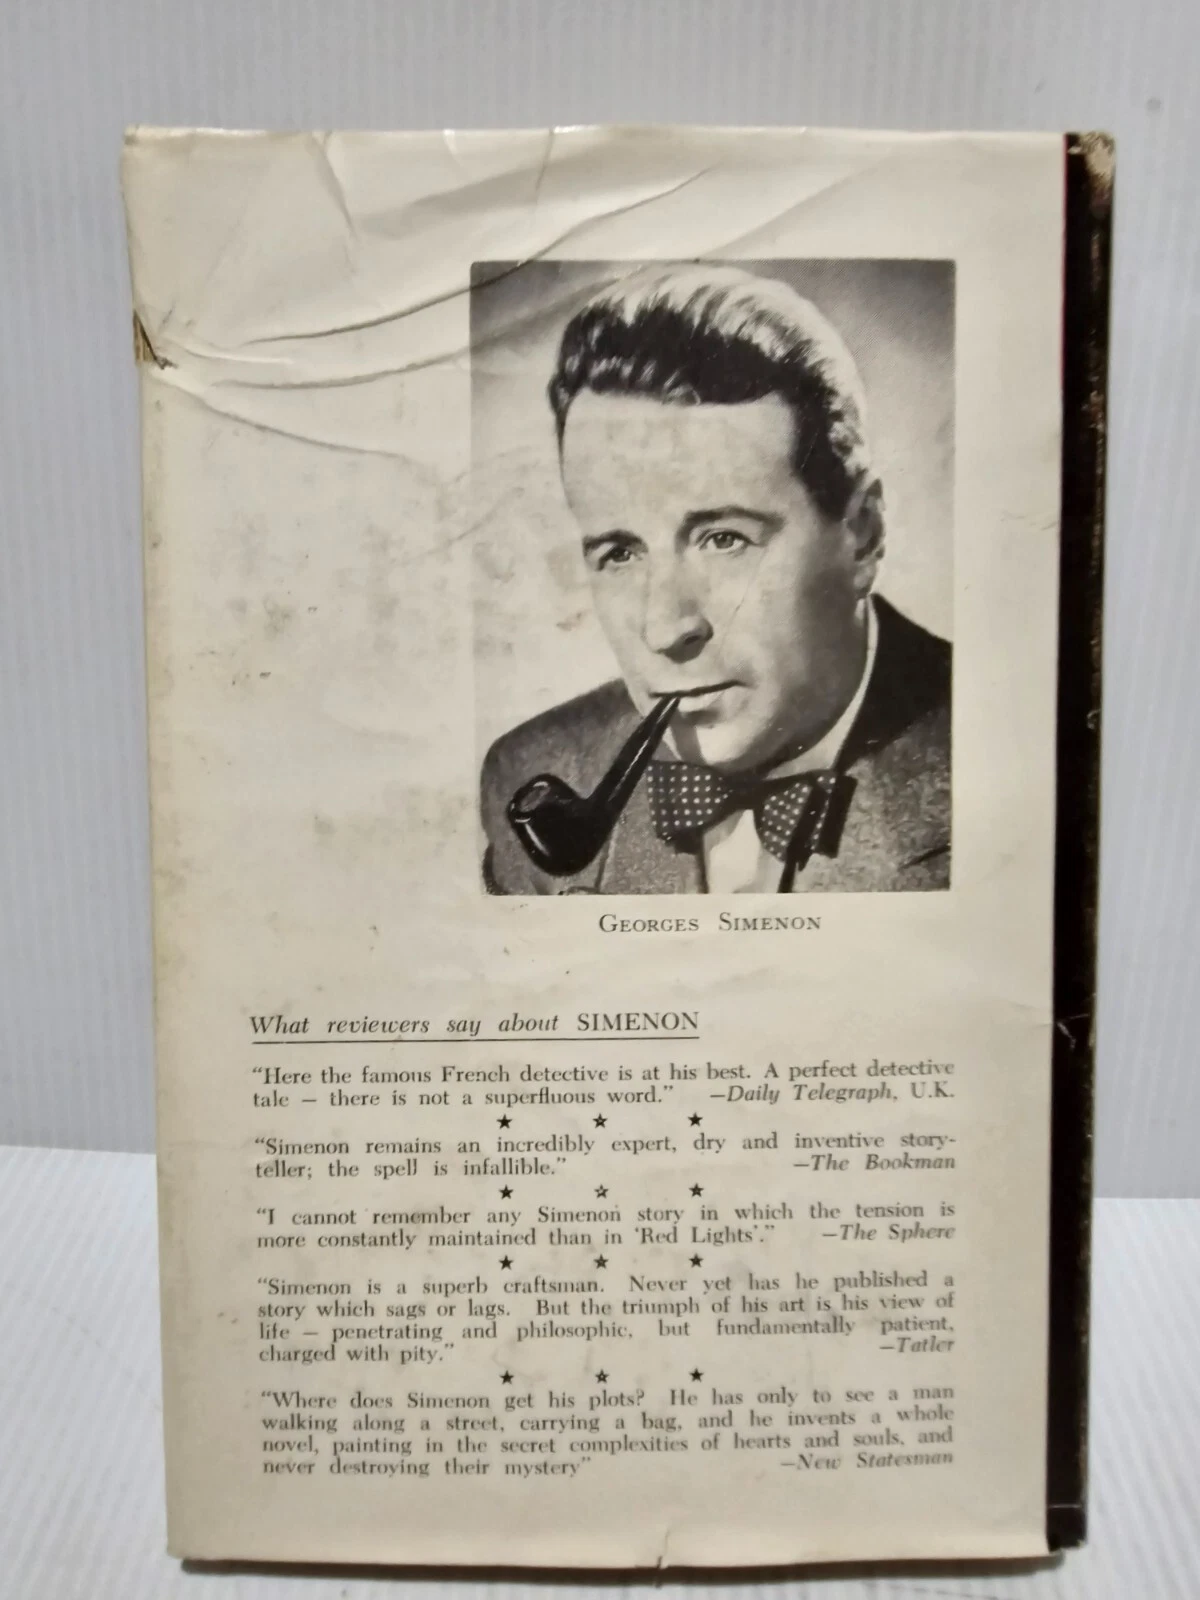 GEORGES SIMENON
What reviewers say about SIMENON
"Here the famous French detective is at his best. A perfect detective
tale – there is not a superfluous word." –Daily Telegraph, U.K.
★ ☆ ★
"Simenon remains an incredibly expert, dry and inventive story-
teller; the spell is infallible." –The Bookman
★ ☆ ★
"I cannot remember any Simenon story in which the tension is
more constantly maintained than in 'Red Lights'." –The Sphere
★ ★ ★
"Simenon is a superb craftsman. Never yet has he published a
story which sags or lags. But the triumph of his art is his view of
life – penetrating and philosophic, but fundamentally patient,
charged with pity." –Tatler
★ ☆ ★
"Where does Simenon get his plots? He has only to see a man
walking along a street, carrying a bag, and he invents a whole
novel, painting in the secret complexities of hearts and souls, and
never destroying their mystery" –New Statesman